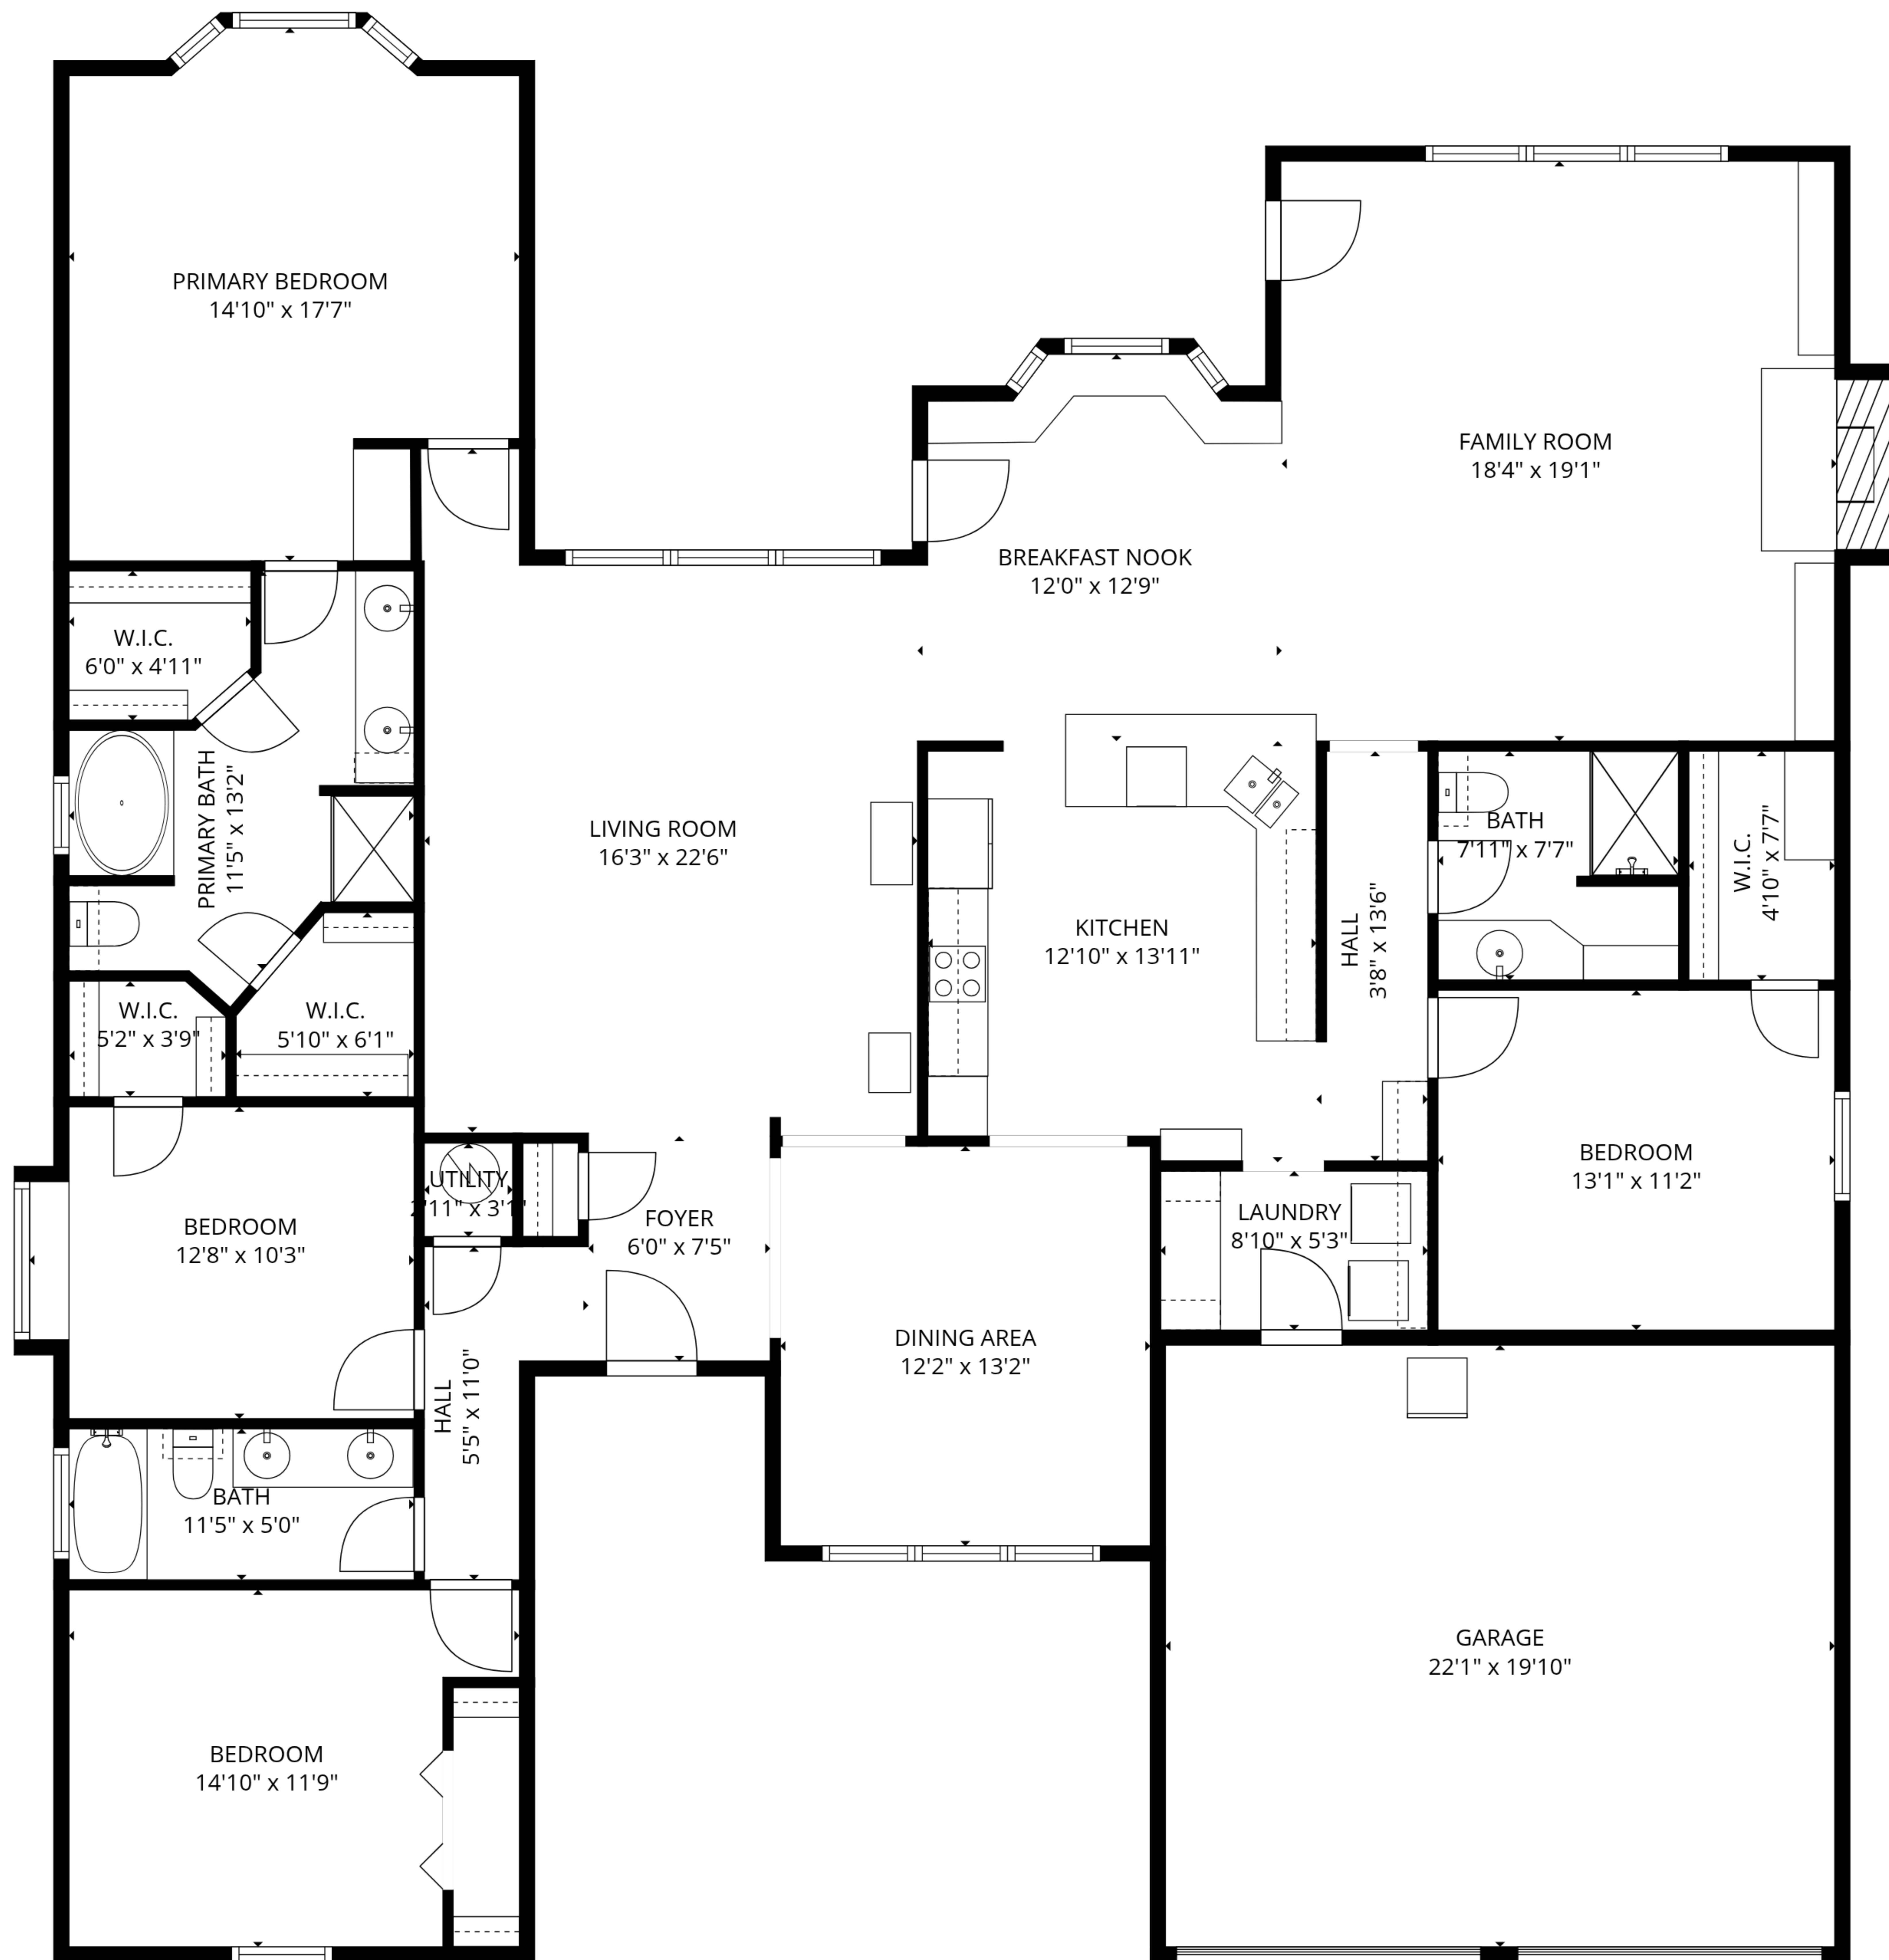 PRIMARY BEDROOM
14'10" x 17'7"
FAMILY ROOM
18'4" x 19'1"
BREAKFAST NOOK
12'0" x 12'9"
W.I.C.
6'0" x 4'11"
PRIMARY BATH
11'5" x 13'2"
LIVING ROOM
16'3" x 22'6"
KITCHEN
12'10" x 13'11"
HALL
3'8" x 13'6"
BATH
7'11" x 7'7"
W.I.C.
4'10" x 7'7"
W.I.C.
5'2" x 3'9"
W.I.C.
5'10" x 6'1"
BEDROOM
13'1" x 11'2"
UTILITY
2'11" x 3'1"
FOYER
6'0" x 7'5"
LAUNDRY
8'10" x 5'3"
BEDROOM
12'8" x 10'3"
DINING AREA
12'2" x 13'2"
HALL
5'5" x 11'0"
BATH
11'5" x 5'0"
GARAGE
22'1" x 19'10"
BEDROOM
14'10" x 11'9"